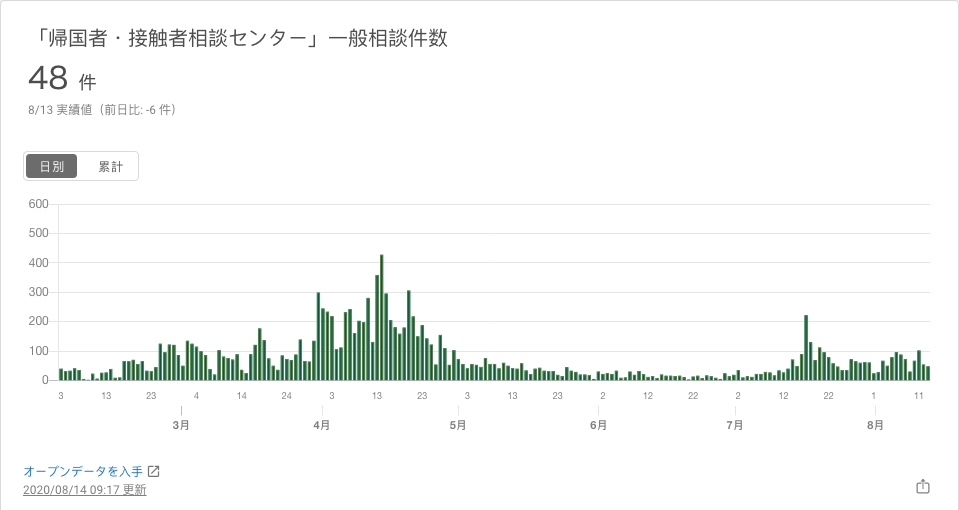 「帰国者・接触者相談センター」一般相談件数
48 件
8/13 実績値（前日比: -6 件）
日別 累計
600
500
400
300
200
100
0
3 13 23 4 14 24 3 13 23 3 13 23 2 12 22 2 12 22 1 11
3月 4月 5月 6月 7月 8月
オープンデータを入手
2020/08/14 09:17 更新